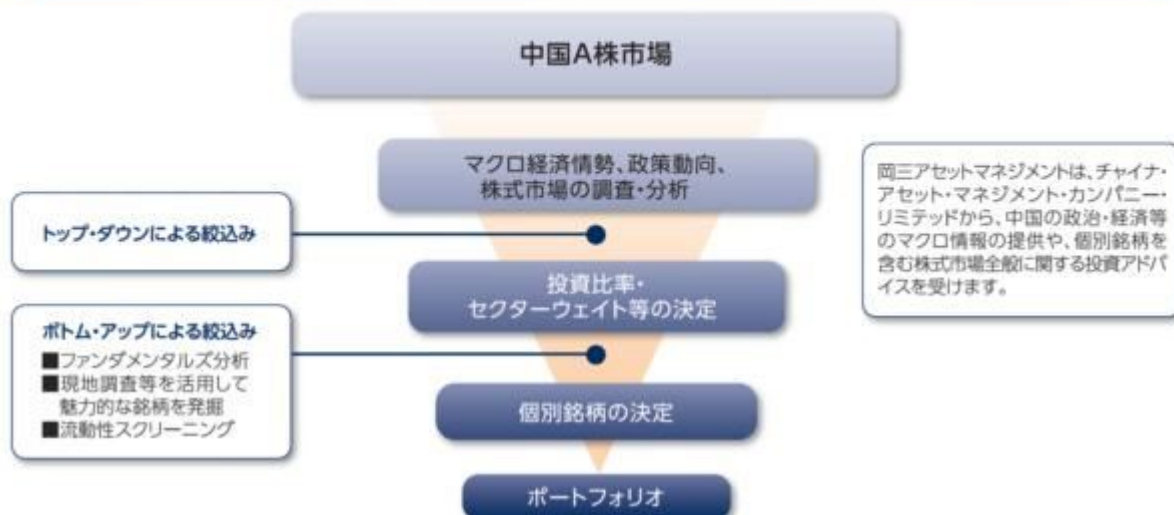 中国A株市場
マクロ経済情勢、政策動向、
株式市場の調査・分析
岡三アセットマネジメントは、チャイナ・
アセット・マネジメント・カンパニー・
リミテッドから、中国の政治・経済等
のマクロ情報の提供や、個別銘柄を
含む株式市場全般に関する投資アドバ
イスを受けます。
トップ・ダウンによる絞込み
投資比率・
セクターウェイト等の決定
ボトム・アップによる絞込み
■ファンダメンタルズ分析
■現地調査等を活用して
魅力的な銘柄を発掘
■流動性スクリーニング
個別銘柄の決定
ポートフォリオ